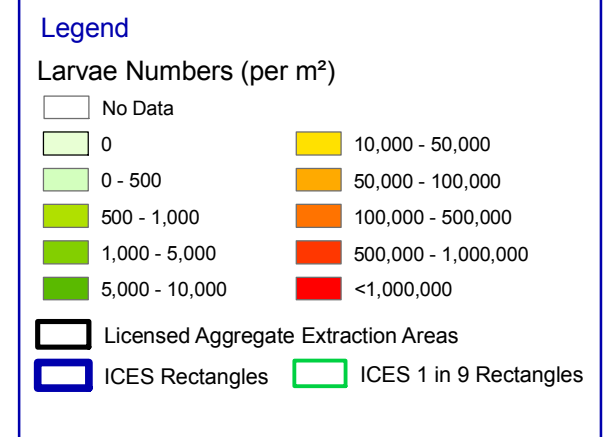 Legend
Larvae Numbers (per m²)
No Data
0
0 - 500
500 - 1,000
1,000 - 5,000
5,000 - 10,000
10,000 - 50,000
50,000 - 100,000
100,000 - 500,000
500,000 - 1,000,000
<1,000,000
Licensed Aggregate Extraction Areas
ICES Rectangles
ICES 1 in 9 Rectangles